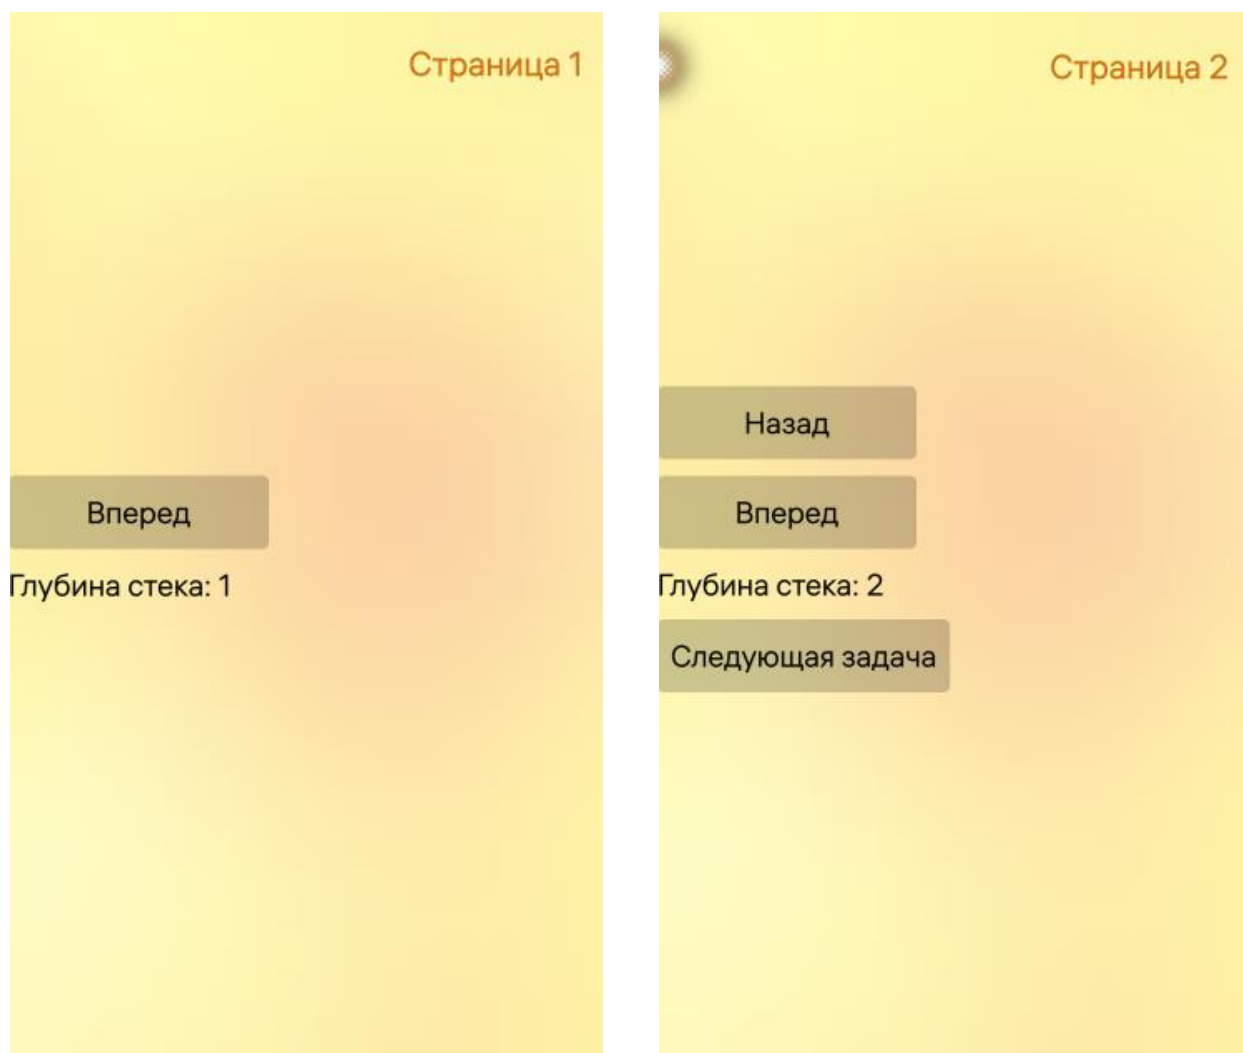 Страница 1
Вперед
Глубина стека: 1
Страница 2
Назад
Вперед
Глубина стека: 2
Следующая задача